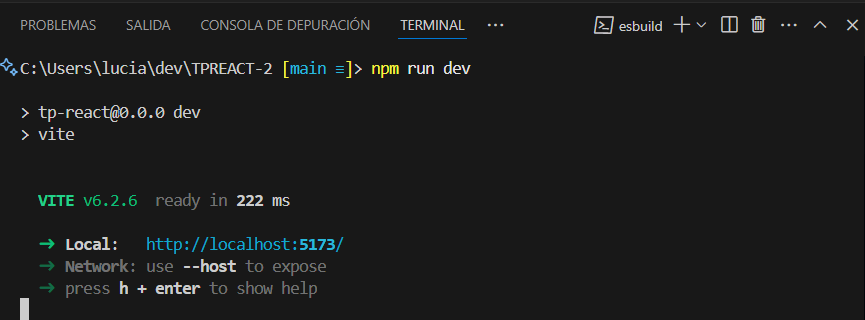 PROBLEMAS SALIDA CONSOLA DE DEPURACIÓN TERMINAL ··· esbuild
C:\Users\lucia\dev\TPREACT-2 [main ≡]> npm run dev
> tp-react@0.0.0 dev
> vite
VITE v6.2.6 ready in 222 ms
➜ Local: http://localhost:5173/
➜ Network: use --host to expose
➜ press h + enter to show help